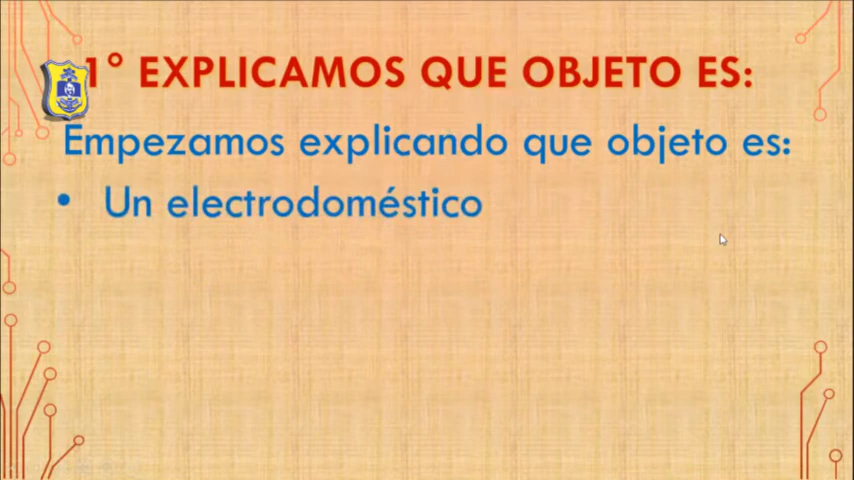 1° EXPLICAMOS QUE OBJETO ES:
Empezamos explicando que objeto es:
• Un electrodoméstico